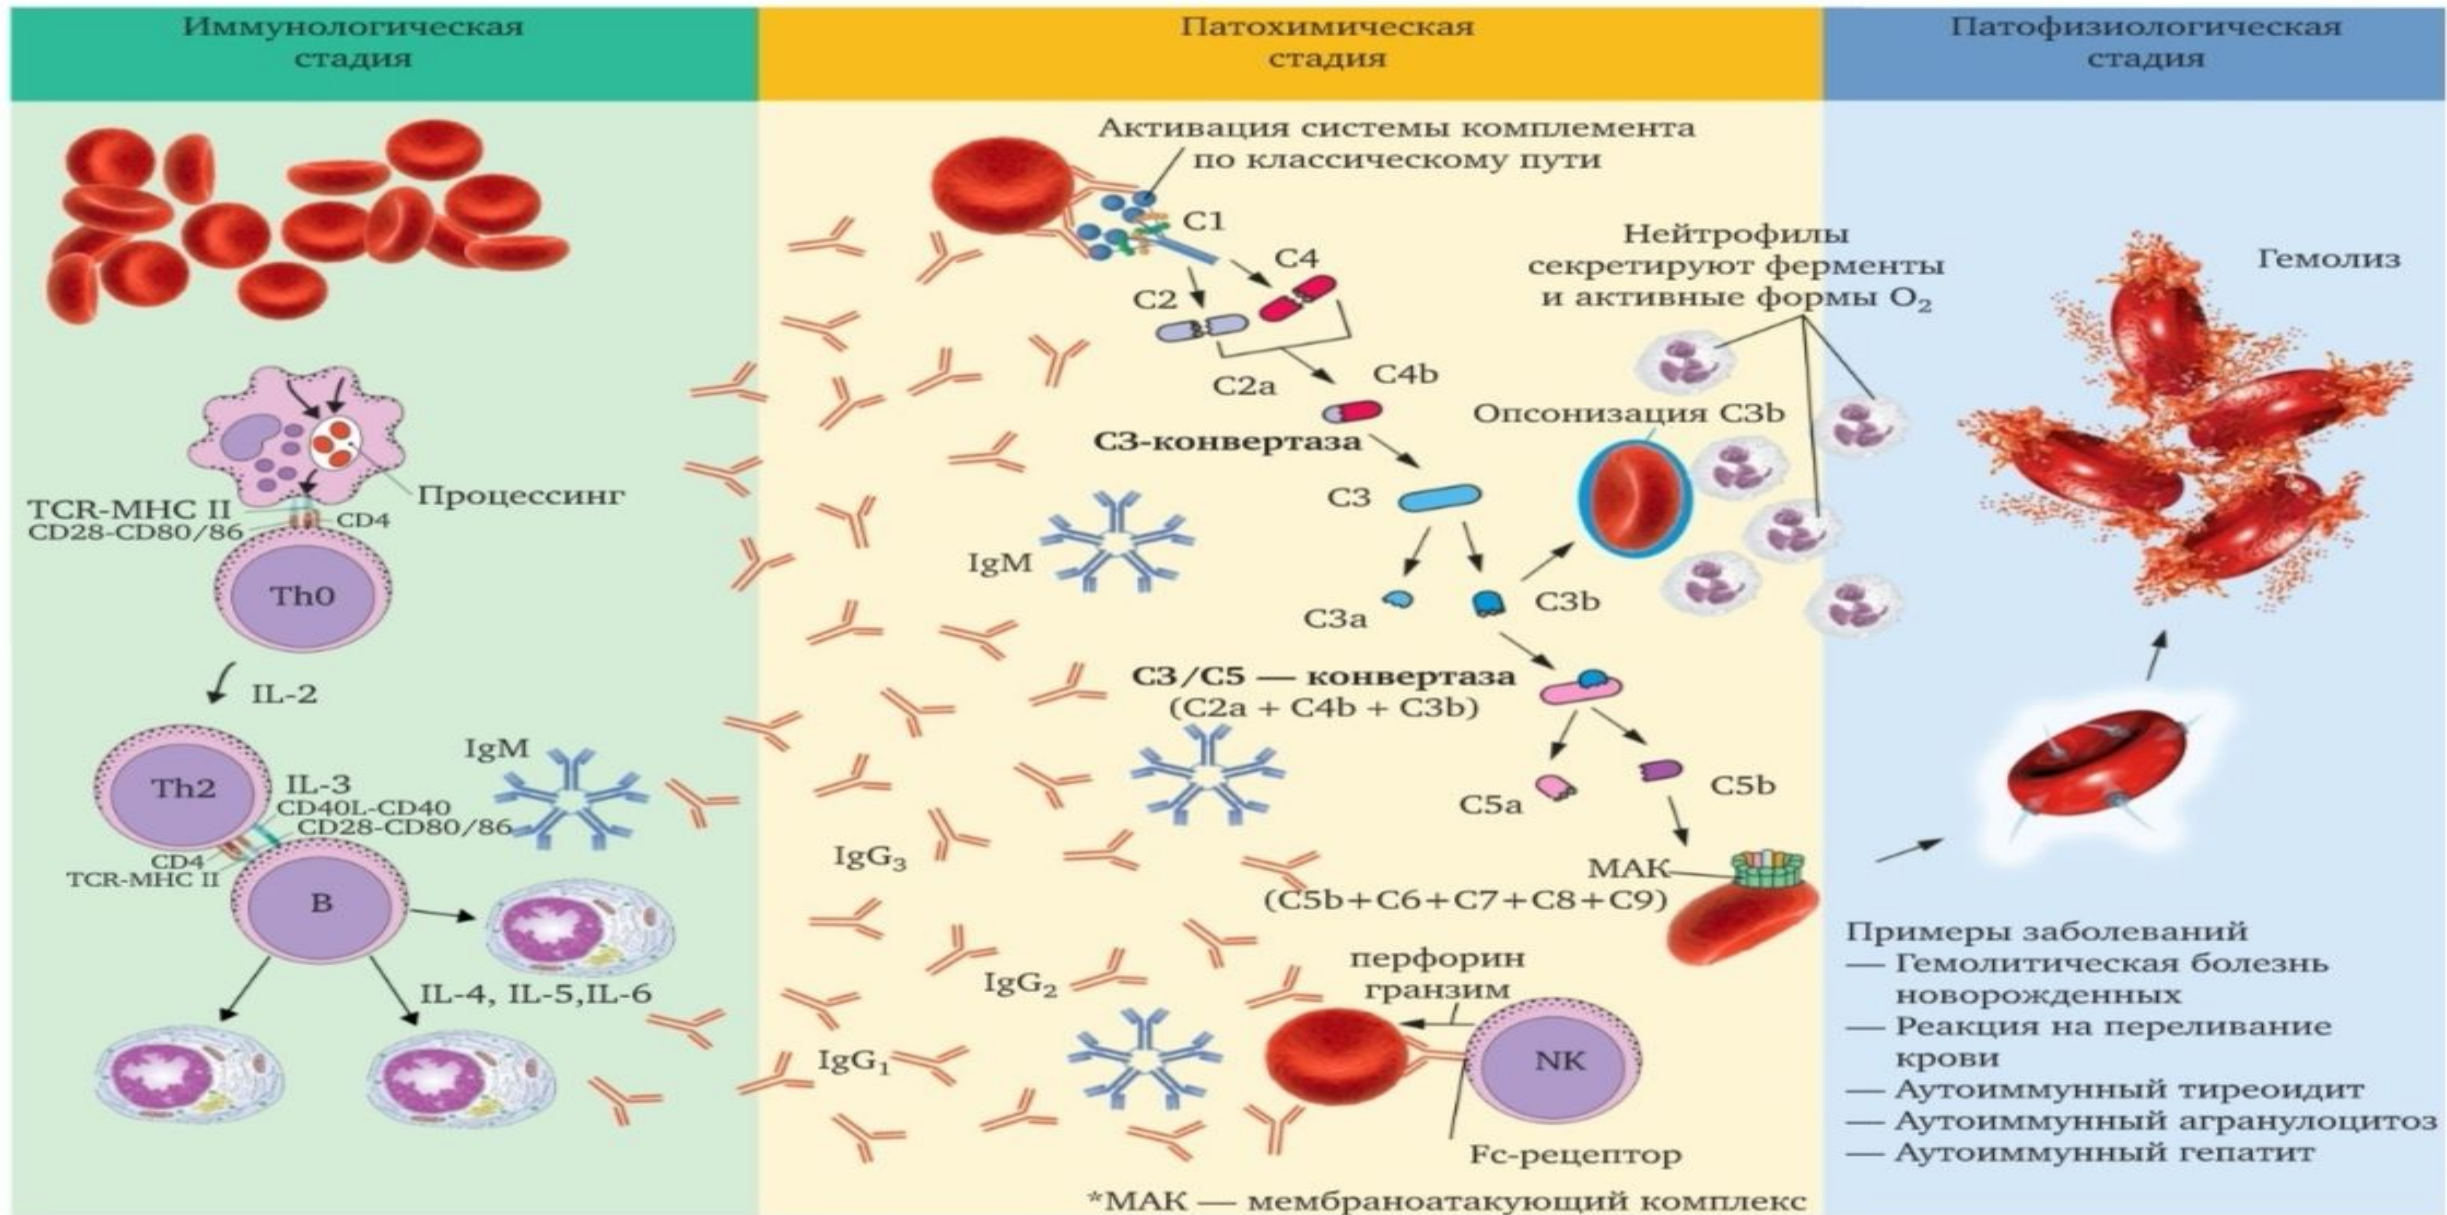 Иммунологическая
стадия
Патохимическая
стадия
Патофизиологическая
стадия
Процессинг
TCR-MHC II
CD4
CD28-CD80/86
Th0
IL-2
Th2
IL-3
IgM
CD40L-CD40
CD28-CD80/86
CD4
TCR-MHC II
B
IL-4, IL-5,IL-6
Активация системы комплемента
по классическому пути
C1
C4
C2
C2a
C4b
С3-конвертаза
C3
C3a
C3b
Опсонизация C3b
Нейтрофилы
секретируют ферменты
и активные формы O₂
IgM
С3/С5 — конвертаза
(C2a + C4b + C3b)
C5a
C5b
IgG₃
МАК
(C5b+C6+C7+C8+C9)
IgG₂
перфорин
гранзим
IgG₁
NK
Fc-рецептор
*МАК — мембраноатакующий комплекс
Гемолиз
Примеры заболеваний
— Гемолитическая болезнь
новорожденных
— Реакция на переливание
крови
— Аутоиммунный тиреоидит
— Аутоиммунный агранулоцитоз
— Аутоиммунный гепатит